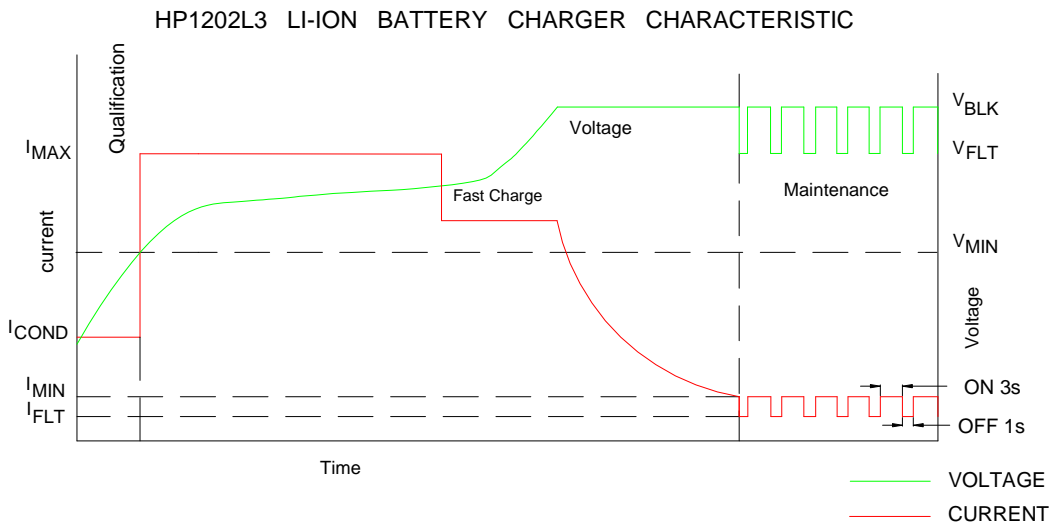 HP1202L3 LI-ION BATTERY CHARGER CHARACTERISTIC
Qualification
IMAX
current
ICOND
IMIN
IFLT
Fast Charge
Voltage
VBLK
VFLT
Maintenance
VMIN
Voltage
ON 3s
OFF 1s
Time
VOLTAGE
CURRENT